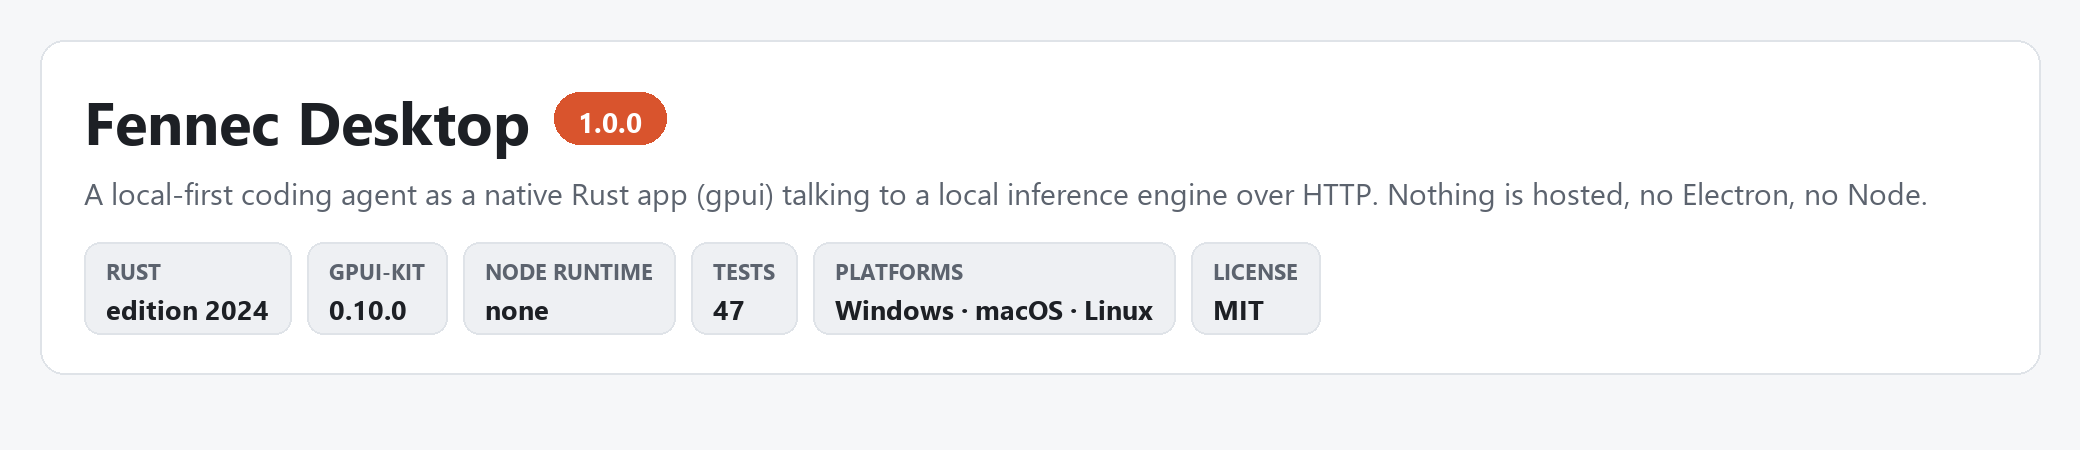 Fennec Desktop 1.0.0
A local-first coding agent as a native Rust app (gpui) talking to a local inference engine over HTTP. Nothing is hosted, no Electron, no Node.
RUST GPUI-KIT NODE RUNTIME TESTS PLATFORMS LICENSE
edition 2024 0.10.0 none 47 Windows · macOS · Linux MIT